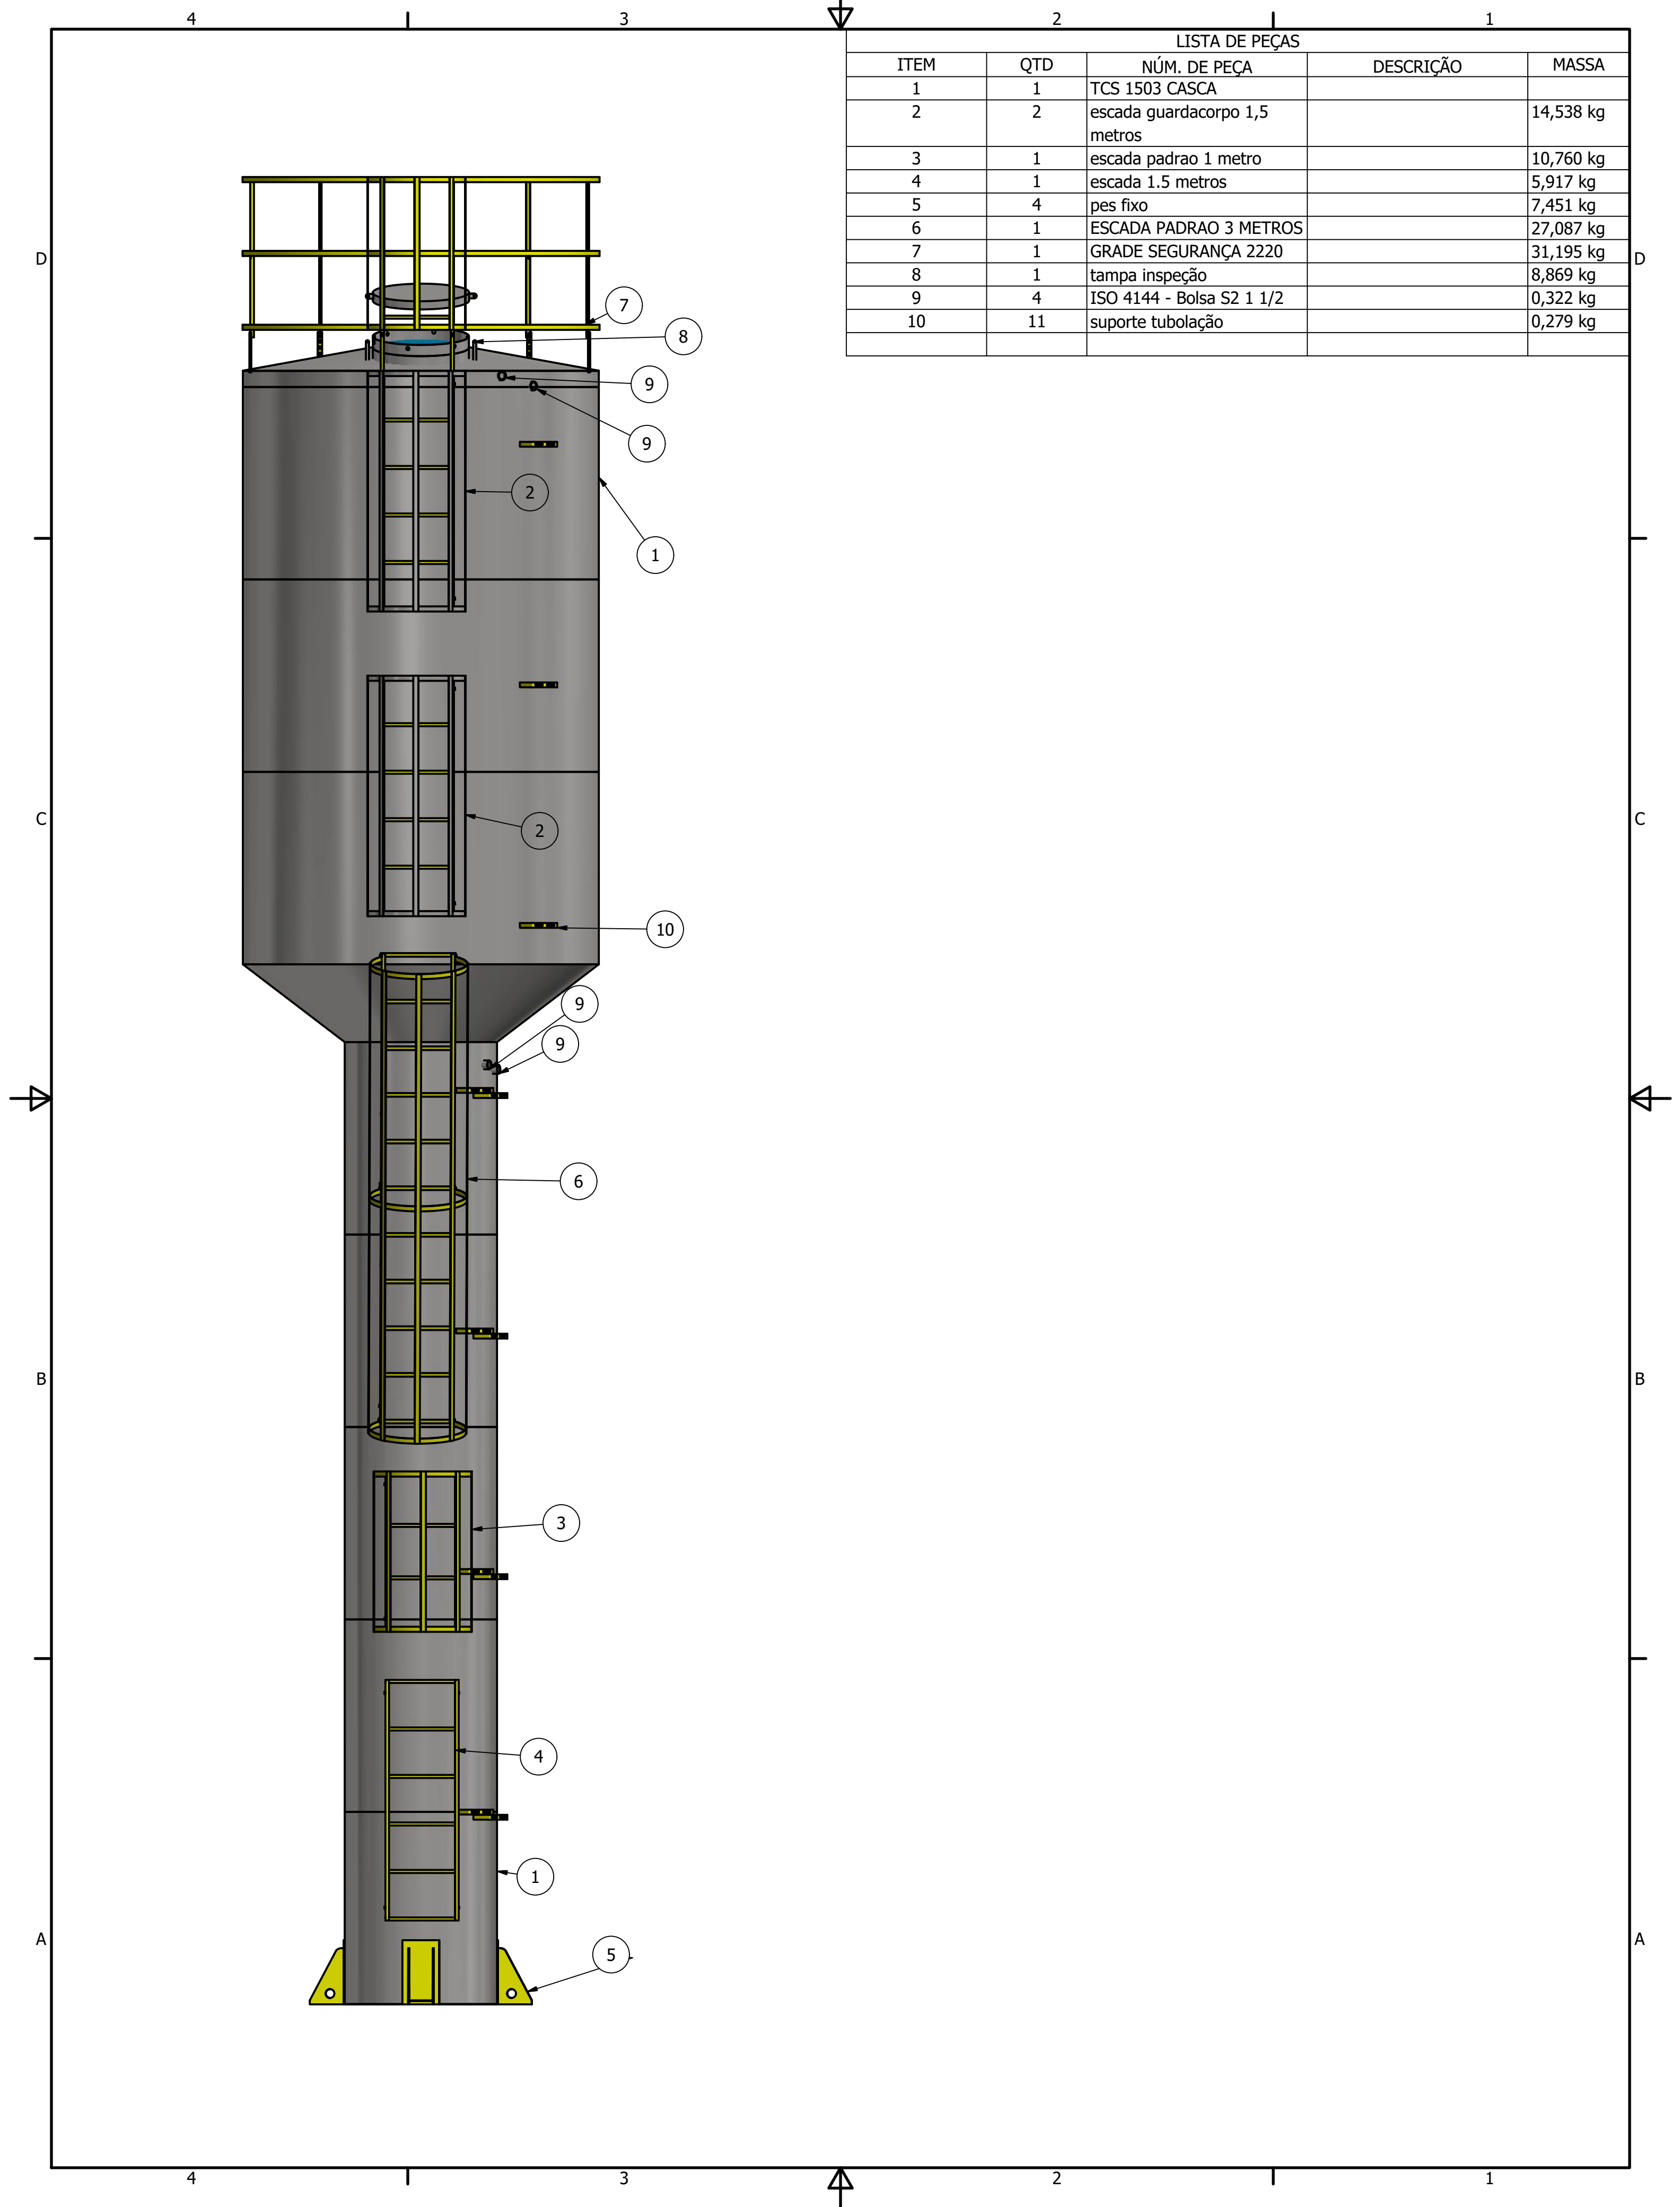 4 3 2 1
LISTA DE PEÇAS
ITEM QTD NÚM. DE PEÇA DESCRIÇÃO MASSA
1 1 TCS 1503 CASCA
2 2 escada guardacorpo 1,5 14,538 kg
metros
3 1 escada padrao 1 metro 10,760 kg
4 1 escada 1.5 metros 5,917 kg
5 4 pes fixo 7,451 kg
6 1 ESCADA PADRAO 3 METROS 27,087 kg
7 1 GRADE SEGURANÇA 2220 31,195 kg
8 1 tampa inspeção 8,869 kg
9 4 ISO 4144 - Bolsa S2 1 1/2 0,322 kg
10 11 suporte tubolação 0,279 kg
D D
7
8
9
9
2
1
C C
2
10
9
9
6
B B
3
4
1
A A
5
4 3 2 1